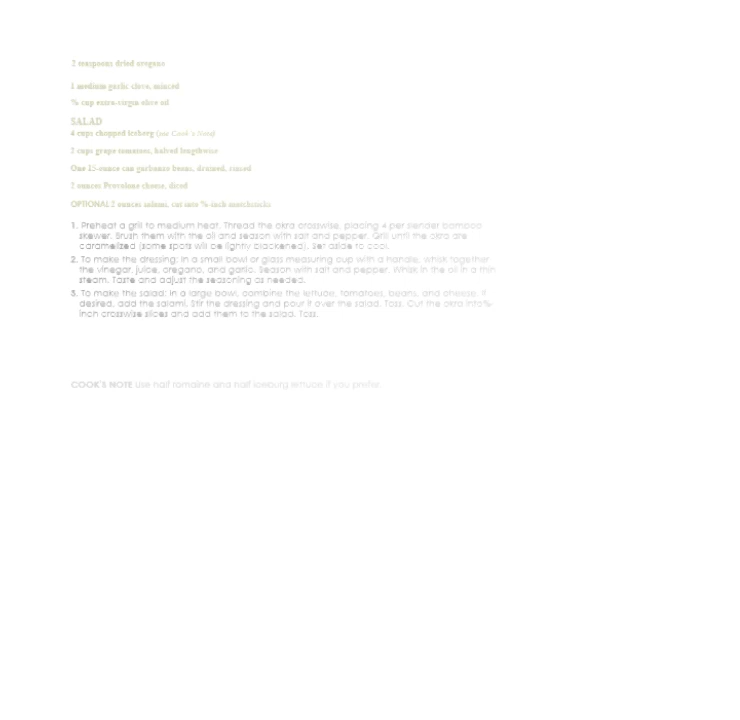 2 teaspoons dried oregano
1 medium garlic clove, minced
% cup extra-virgin olive oil
SALAD
4 cups chopped iceberg (see Cook's Note)
2 cups grape tomatoes, halved lengthwise
One 15-ounce can garbanzo beans, drained, rinsed
2 ounces Provolone cheese, diced
OPTIONAL 2 ounces salami, cut into %-inch matchsticks
1. Preheat a grill to medium heat. Thread the okra crosswise, placing 4 per slender bamboo
skewer. Brush them with the oil and season with salt and pepper. Grill until the okra are
caramelized (some spots will be lightly blackened). Set aside to cool.
2. To make the dressing: In a small bowl or glass measuring cup with a handle, whisk together
the vinegar, juice, oregano, and garlic. Season with salt and pepper. Whisk in the oil in a thin
steam. Taste and adjust the seasoning as needed.
3. To make the salad: In a large bowl, combine the lettuce, tomatoes, beans, and cheese. If
desired, add the salami. Stir the dressing and pour it over the salad. Toss. Cut the okra into%-
inch crosswise slices and add them to the salad. Toss.
COOK'S NOTE Use half romaine and half iceburg lettuce if you prefer.